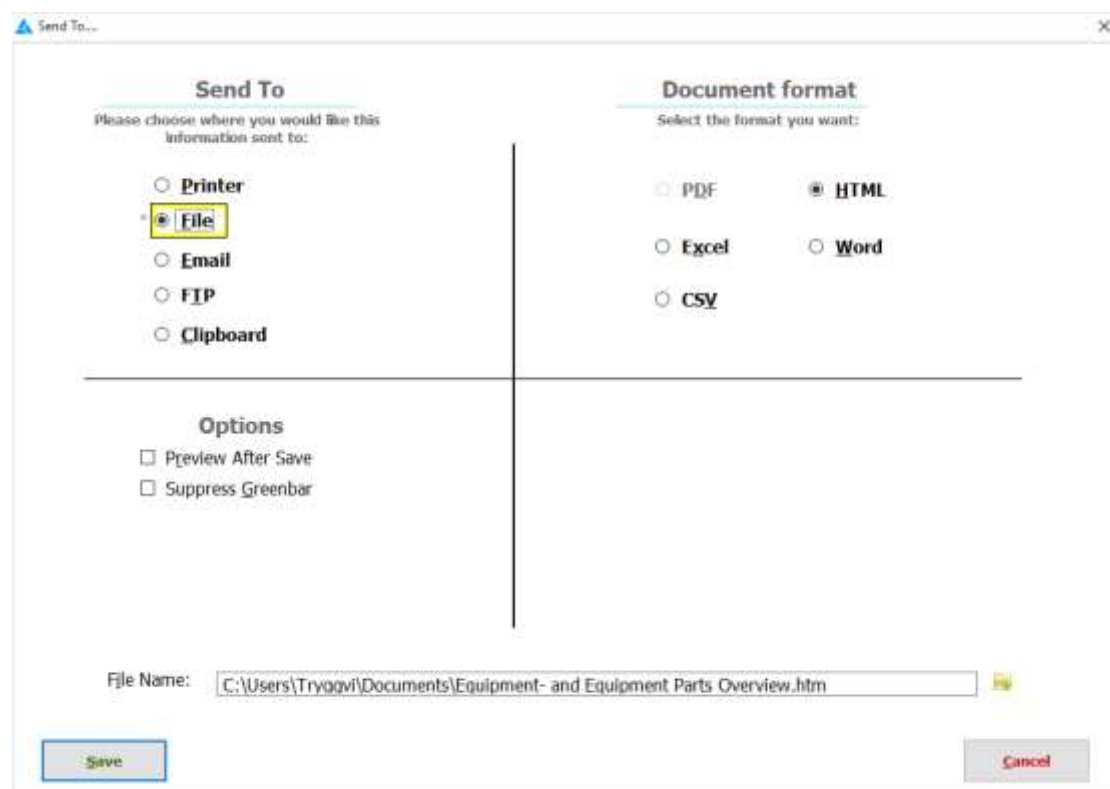 Send To....
Send To
Please choose where you would like this
information sent to:
Printer
File
Email
FTP
Clipboard
Document format
Select the format you want:
PDF
HTML
Excel
Word
CSV
Options
Preview After Save
Suppress Greenbar
File Name:
C:\Users\Tryggvi\Documents\Equipment- and Equipment Parts Overview.htm
Save
Cancel